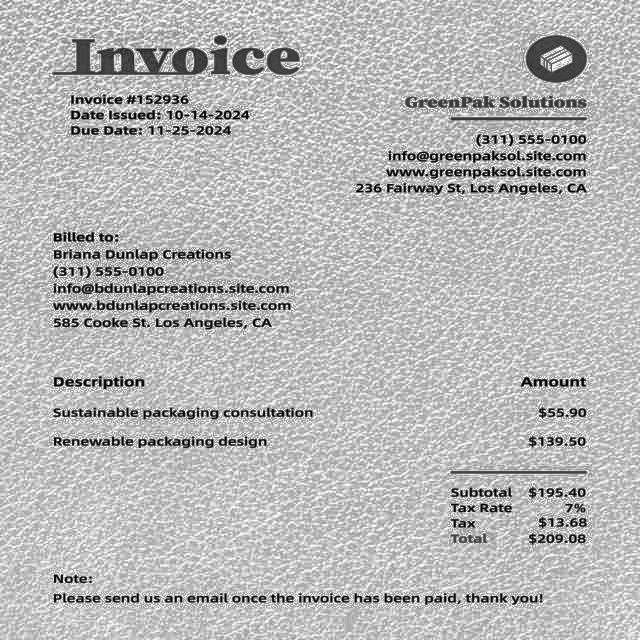 Invoice
Invoice #152936
Date Issued: 10-14-2024
Due Date: 11-25-2024
GreenPak Solutions
(311) 555-0100
info@greenpaksol.site.com
www.greenpaksol.site.com
236 Fairway St, Los Angeles, CA
Billed to:
Briana Dunlap Creations
(311) 555-0100
info@bdunlapcreations.site.com
www.bdunlapcreations.site.com
585 Cooke St. Los Angeles, CA
Description Amount
Sustainable packaging consultation $55.90
Renewable packaging design $139.50
Subtotal $195.40
Tax Rate 7%
Tax $13.68
Total $209.08
Note:
Please send us an email once the invoice has been paid, thank you!